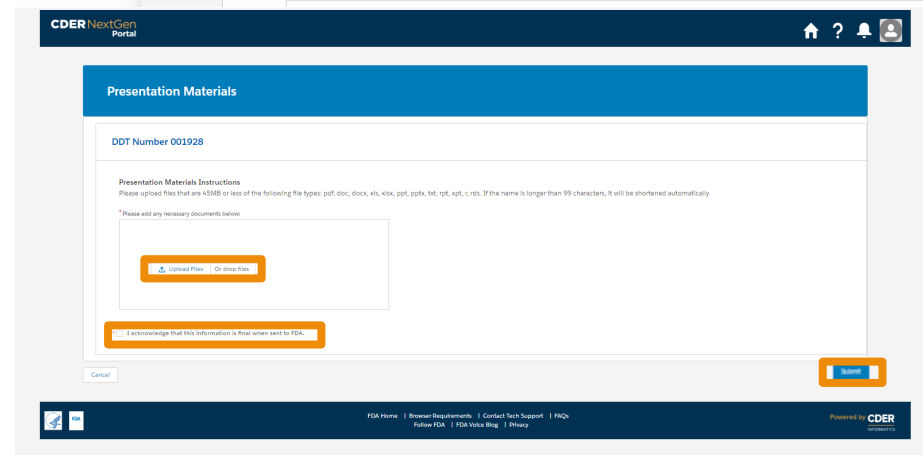 CDER NextGen
Portal
?
Presentation Materials
DDT Number 001928
Presentation Materials Instructions
Please upload files that are 45MB or less of the following file types: pdf, doc, docx, xls, xlsx, ppt, pptx, txt, rpt, xpt, r, rds. If the name is longer than 99 characters, it will be shortened automatically.
*Please add any necessary documents below:
Upload Files Or drop files
* I acknowledge that this information is final when sent to FDA.
Cancel
Submit
FDA
FDA Home | Browser Requirements | Contact Tech Support | FAQs
Follow FDA | FDA Voice Blog | Privacy
Powered by CDER
INFORMATICS